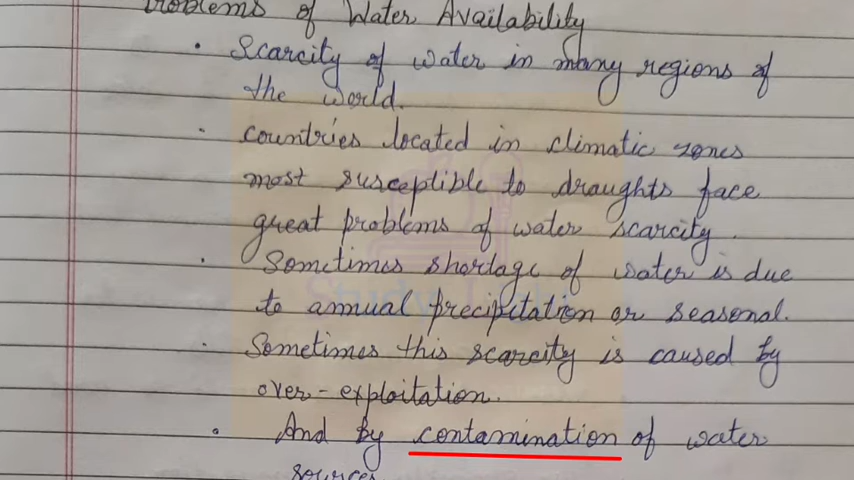 Problems of Water Availability
• Scarcity of water in many regions of
the world.
• countries located in climatic zones
most susceptible to draughts face
great problems of water scarcity.
• Sometimes shortage of water is due
to annual precipitation or seasonal.
• Sometimes this scarcity is caused by
over-exploitation.
• And by contamination of water
sources